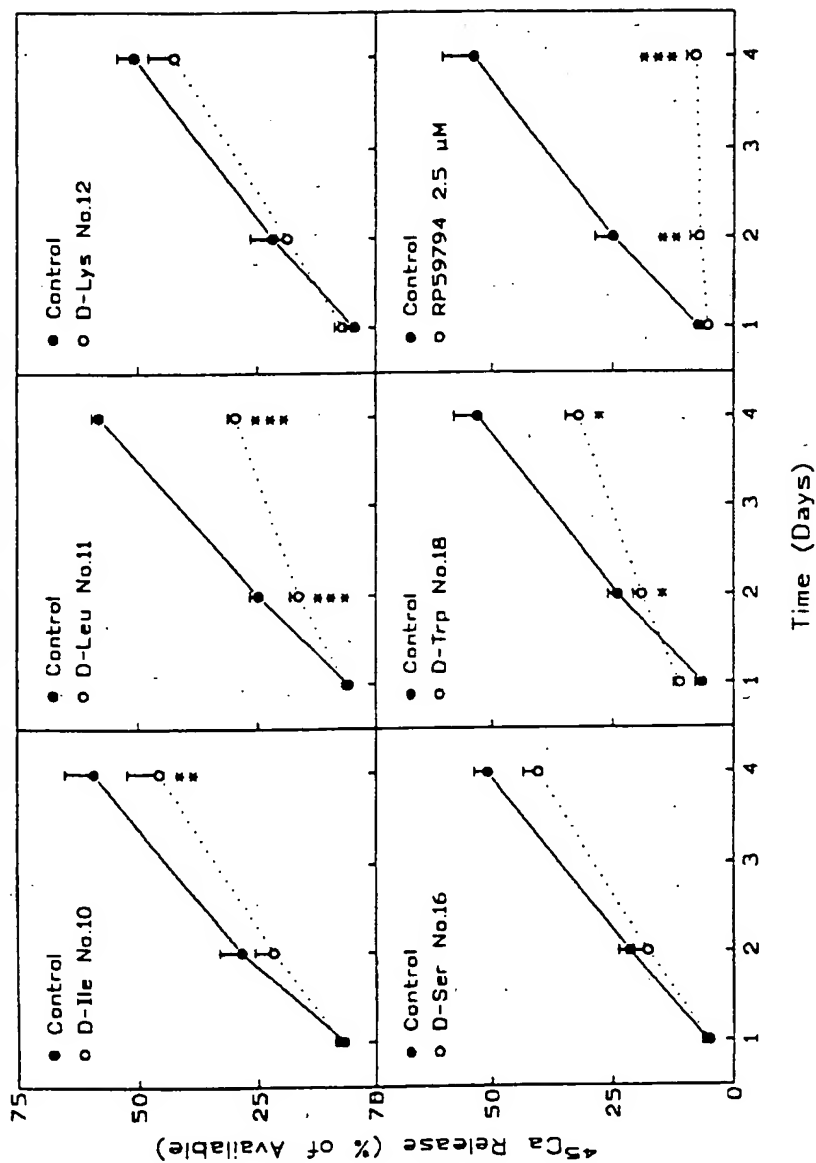 ⁴⁵Ca Release (% of Available)
75
50
25
70
50
25
0
● Control
○ D-Ile No.10
**
● Control
○ D-Leu No.11
***
***
● Control
○ D-Lys No.12
● Control
○ D-Ser No.16
● Control
○ D-Trp No.18
*
*
● Control
○ RP59794 2.5 µM
**
***
1
2
3
4
1
2
3
4
1
2
3
4
Time (Days)